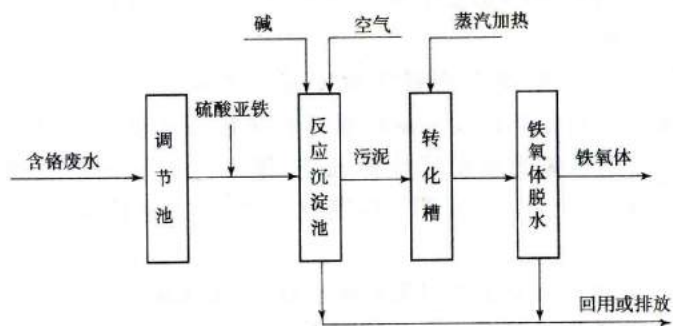 碱
空气
蒸汽加热
硫酸亚铁
含铬废水
调节池
反应沉淀池
污泥
转化槽
铁氧体脱水
铁氧体
回用或排放